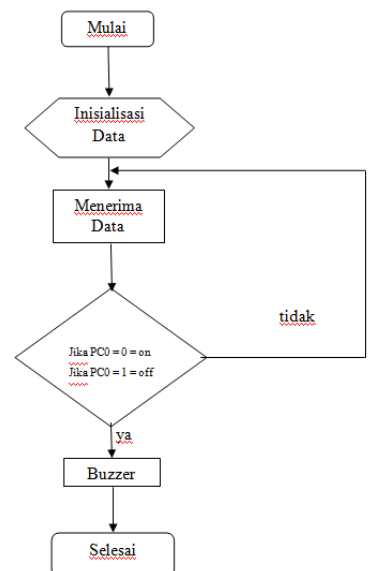 Mulai
Inisialisasi
Data
Menerima
Data
tidak
Jika PC0 = 0 = on
Jika PC0 = 1 = off
ya
Buzzer
Selesai